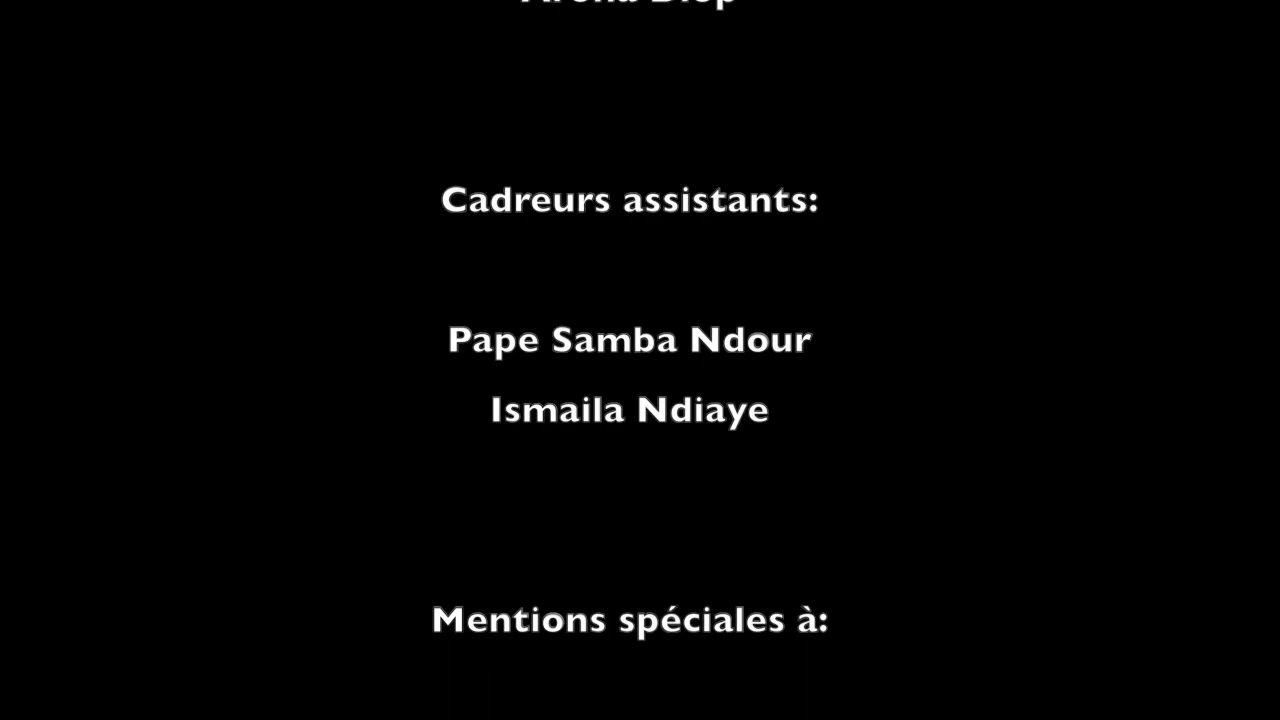 Cadreurs assistants:
Pape Samba Ndour
Ismaila Ndiaye
Mentions spéciales à: